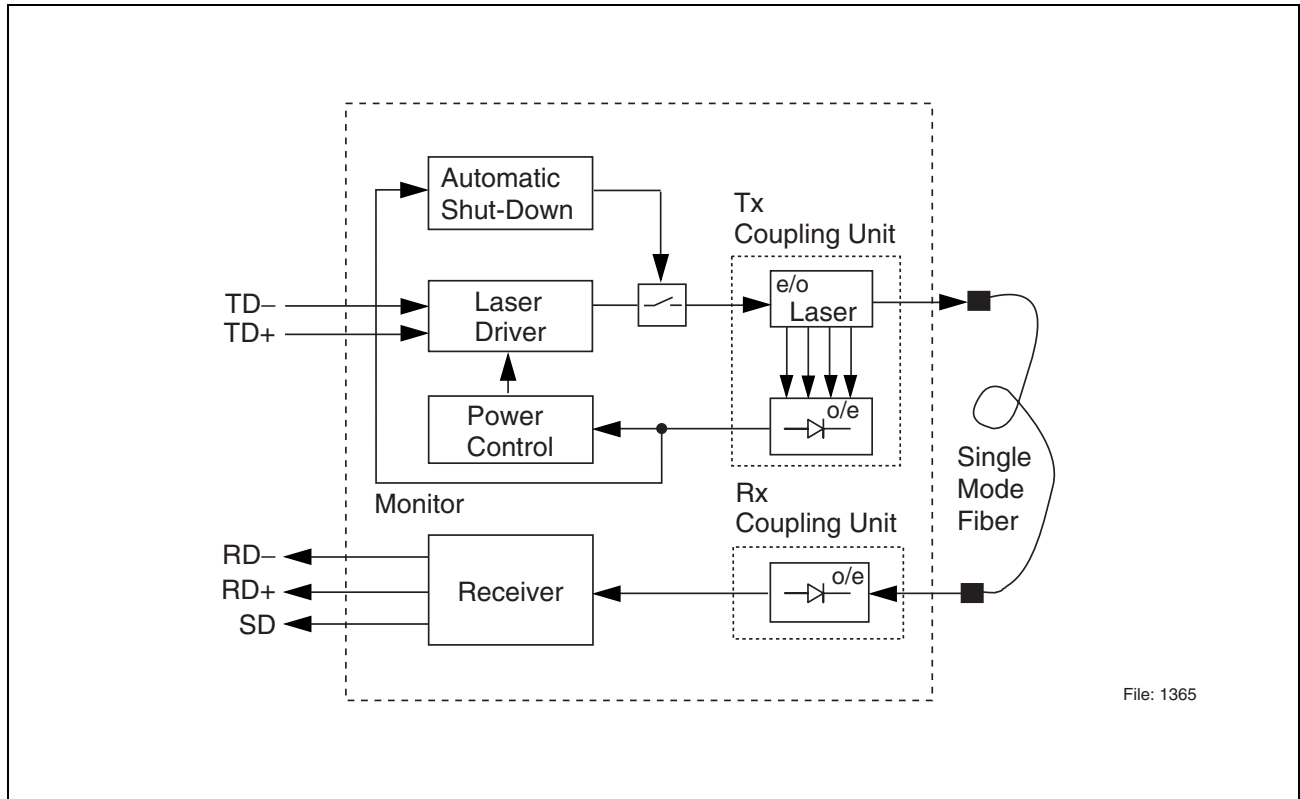 Automatic
Shut-Down
Tx
Coupling Unit
TD–
TD+
Laser
Driver
e/o
Laser
Power
Control
o/e
Monitor
Single
Mode
Fiber
Rx
Coupling Unit
RD–
RD+
SD
Receiver
o/e
File: 1365